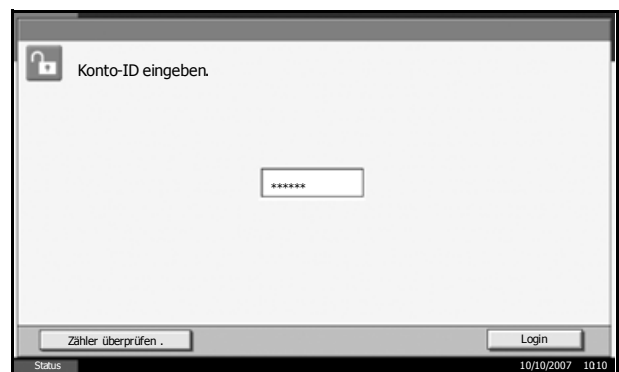 Konto-ID eingeben.
******
Zähler überprüfen .
Login
Status
10/10/2007 10:10